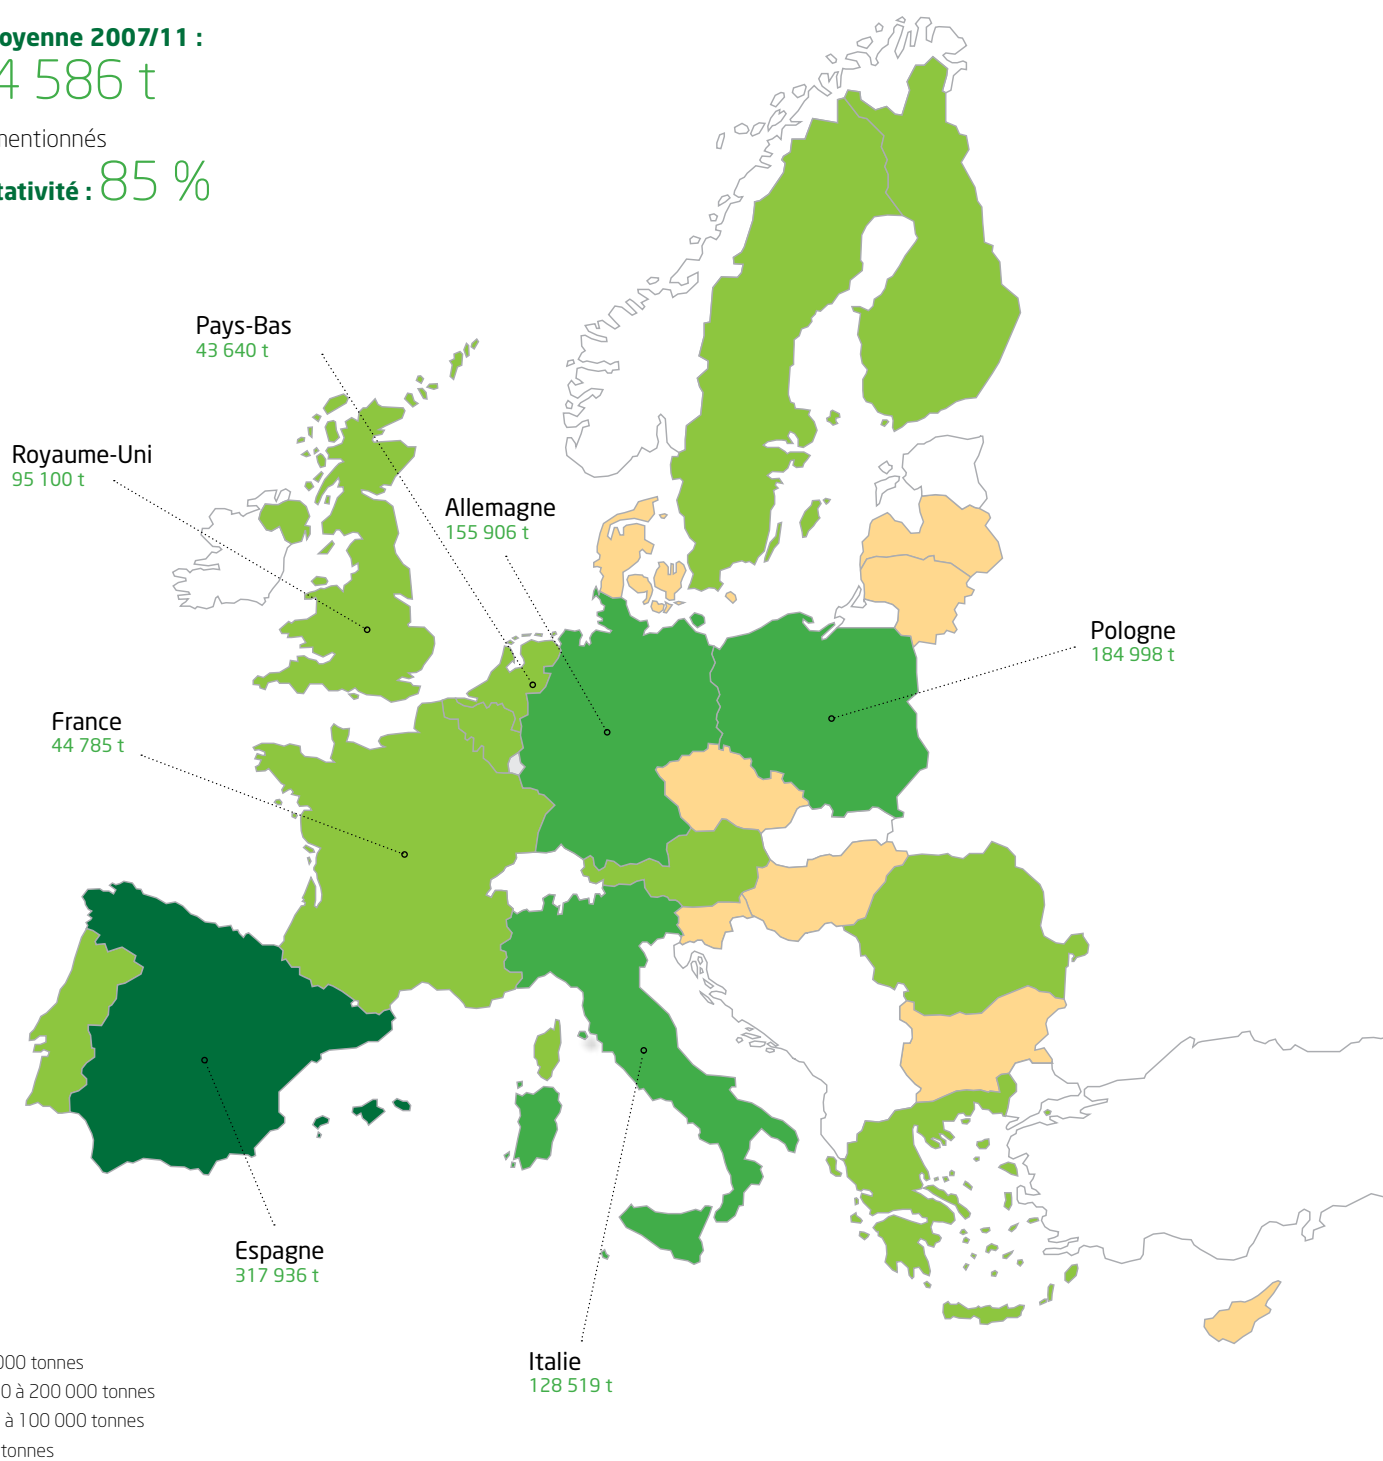 oyenne 2007/11 :
4 586 t
mentionnés
tativité : 85 %
Pays-Bas
43 640 t
Royaume-Uni
95 100 t
Allemagne
155 906 t
Pologne
184 998 t
France
44 785 t
Espagne
317 936 t
Italie
128 519 t
000 tonnes
0 à 200 000 tonnes
à 100 000 tonnes
tonnes